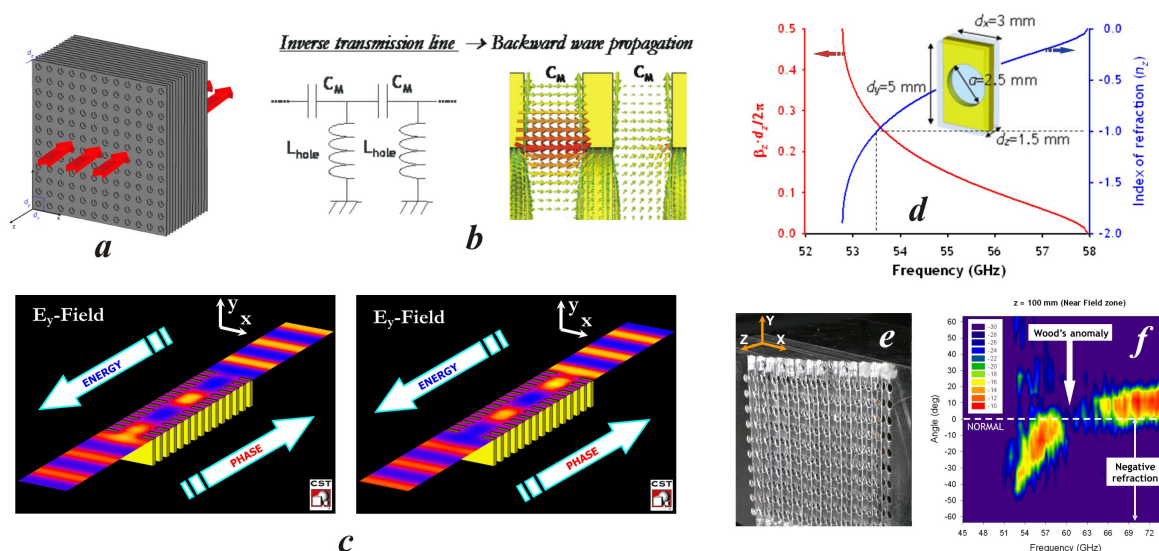 a
z
x
Inverse transmission line → Backward wave propagation
C_M C_M
L_hole L_hole
C_M C_M
b
d_x=3 mm
d_y=5 mm
a=2.5 mm
d_z=1.5 mm
d
β_z·d_z/2π
0.5
0.4
0.3
0.2
0.1
0.0
52 53 54 55 56 57 58
Frequency (GHz)
0.0
-0.5
-1.0
-1.5
-2.0
Index of refraction (n_z)
E_y-Field
y
x
ENERGY
PHASE
CST
E_y-Field
y
x
ENERGY
PHASE
CST
c
Y
Z X
e
z = 100 mm (Near Field zone)
Wood's anomaly
f
-30
-28
-26
-24
-22
-20
-18
-16
-14
-12
-10
NORMAL
Negative
refraction
Angle (deg)
60
50
40
30
20
10
0
-10
-20
-30
-40
-50
-60
45 48 51 54 57 60 63 66 69 72
Frequency (GHz)